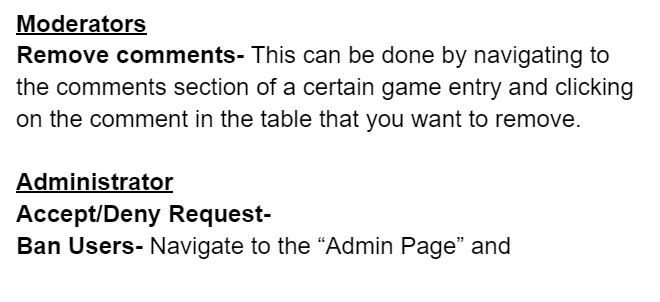 Moderators
Remove comments- This can be done by navigating to
the comments section of a certain game entry and clicking
on the comment in the table that you want to remove.
Administrator
Accept/Deny Request-
Ban Users- Navigate to the “Admin Page” and